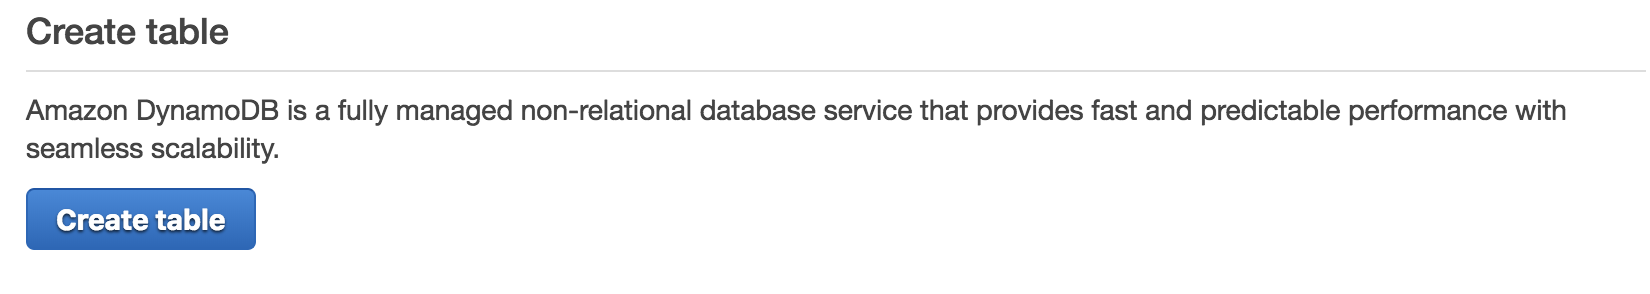 Create table
Amazon DynamoDB is a fully managed non-relational database service that provides fast and predictable performance with
seamless scalability.
Create table